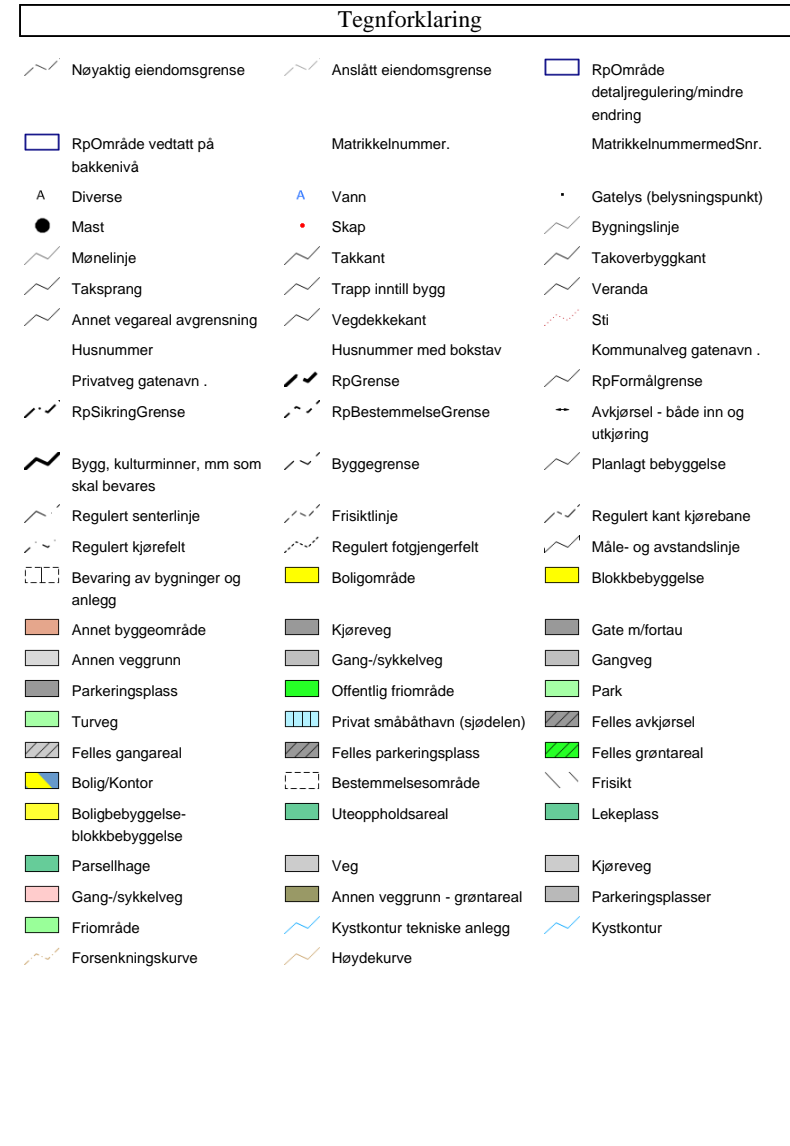 Tegnforklaring
Nøyaktig eiendomsgrense
Anslått eiendomsgrense
RpOmråde
detaljregulering/mindre
endring
RpOmråde vedtatt på
bakkenivå
Matrikkelnummer.
MatrikkelnummermedSnr.
A Diverse
A Vann
Gatelys (belysningspunkt)
Mast
Skap
Bygningslinje
Mønelinje
Takkant
Takoverbyggkant
Taksprang
Trapp inntill bygg
Veranda
Annet vegareal avgrensning
Vegdekkekant
Sti
Husnummer
Husnummer med bokstav
Kommunalveg gatenavn .
Privatveg gatenavn .
RpGrense
RpFormålgrense
RpSikringGrense
RpBestemmelseGrense
Avkjørsel - både inn og
utkjøring
Bygg, kulturminner, mm som
skal bevares
Byggegrense
Planlagt bebyggelse
Regulert senterlinje
Frisiktlinje
Regulert kant kjørebane
Regulert kjørefelt
Regulert fotgjengerfelt
Måle- og avstandslinje
Bevaring av bygninger og
anlegg
Boligområde
Blokkbebyggelse
Annet byggeområde
Kjøreveg
Gate m/fortau
Annen veggrunn
Gang-/sykkelveg
Gangveg
Parkeringsplass
Offentlig friområde
Park
Turveg
Privat småbåthavn (sjødelen)
Felles avkjørsel
Felles gangareal
Felles parkeringsplass
Felles grøntareal
Bolig/Kontor
Bestemmelsesområde
Frisikt
Boligbebyggelse-
blokkbebyggelse
Uteoppholdsareal
Lekeplass
Parsellhage
Veg
Kjøreveg
Gang-/sykkelveg
Annen veggrunn - grøntareal
Parkeringsplasser
Friområde
Kystkontur tekniske anlegg
Kystkontur
Forsenkningskurve
Høydekurve